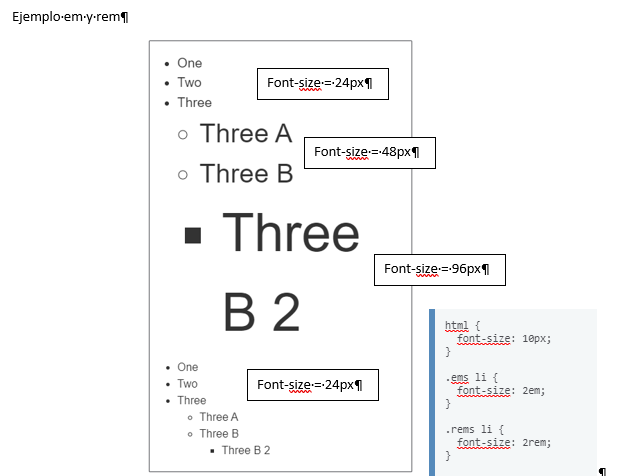 Ejemplo·em·y·rem¶
One
Two
Font-size·=·24px¶
Three
Three A
Font-size·=·48px¶
Three B
Three
B 2
Font-size·=·96px¶
One
Two
Font-size·=·24px¶
Three
Three A
Three B
Three B 2
html {
font-size: 10px;
}
.ems li {
font-size: 2em;
}
.rems li {
font-size: 2rem;
}
¶